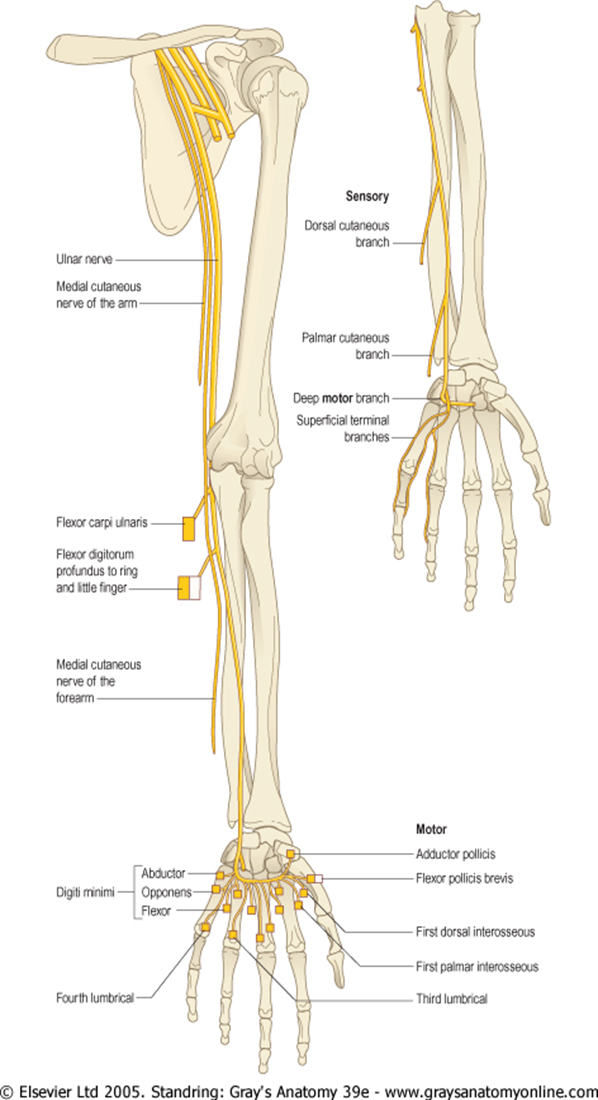 Sensory
Dorsal cutaneous
branch
Ulnar nerve
Medial cutaneous
nerve of the arm
Palmar cutaneous
branch
Deep motor branch
Superficial terminal
branches
Flexor carpi ulnaris
Flexor digitorum
profundus to ring
and little finger
Medial cutaneous
nerve of the
forearm
Motor
Adductor pollicis
Abductor
Flexor pollicis brevis
Digiti minimi
Opponens
Flexor
First dorsal interosseous
First palmar interosseous
Fourth lumbrical
Third lumbrical
© Elsevier Ltd 2005. Standring: Gray's Anatomy 39e - www.graysanatomyonline.com